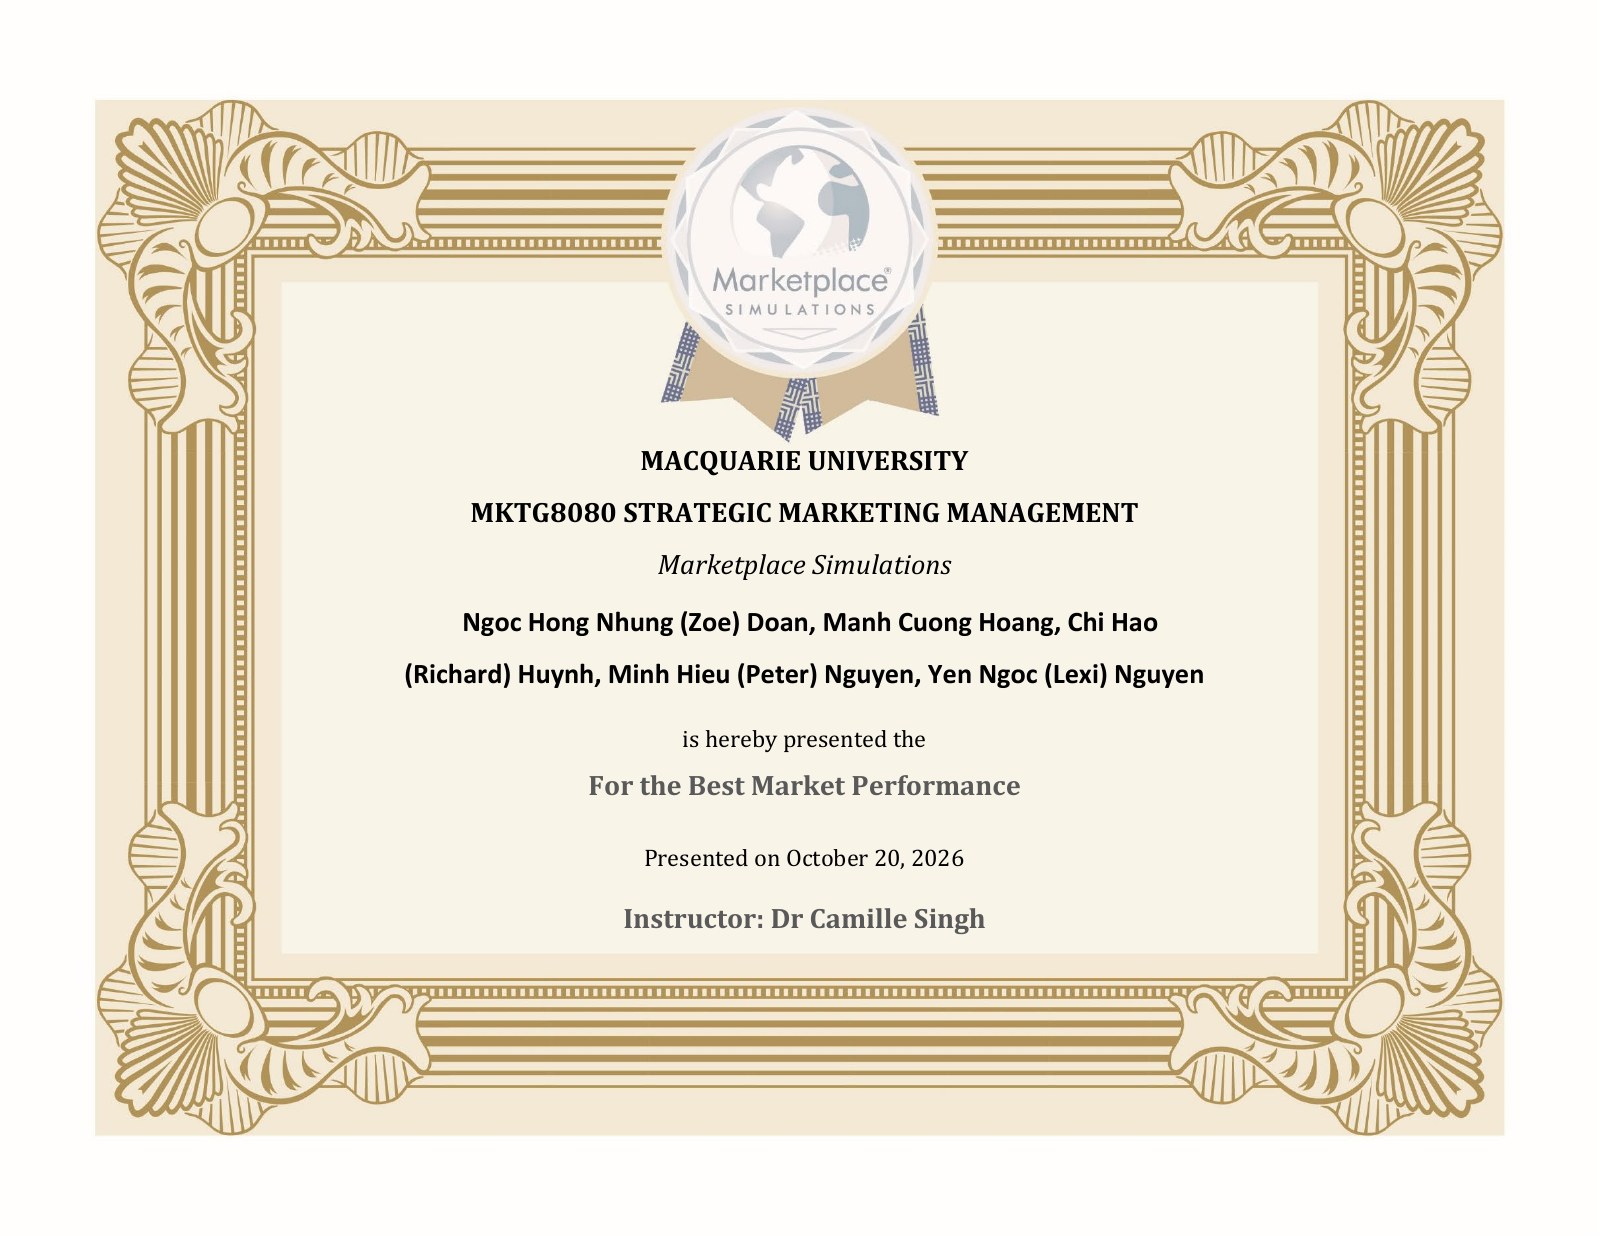 Marketplace®
SIMULATIONS
MACQUARIE UNIVERSITY
MKTG8080 STRATEGIC MARKETING MANAGEMENT
Marketplace Simulations
Ngoc Hong Nhung (Zoe) Doan, Manh Cuong Hoang, Chi Hao
(Richard) Huynh, Minh Hieu (Peter) Nguyen, Yen Ngoc (Lexi) Nguyen
is hereby presented the
For the Best Market Performance
Presented on October 20, 2026
Instructor: Dr Camille Singh